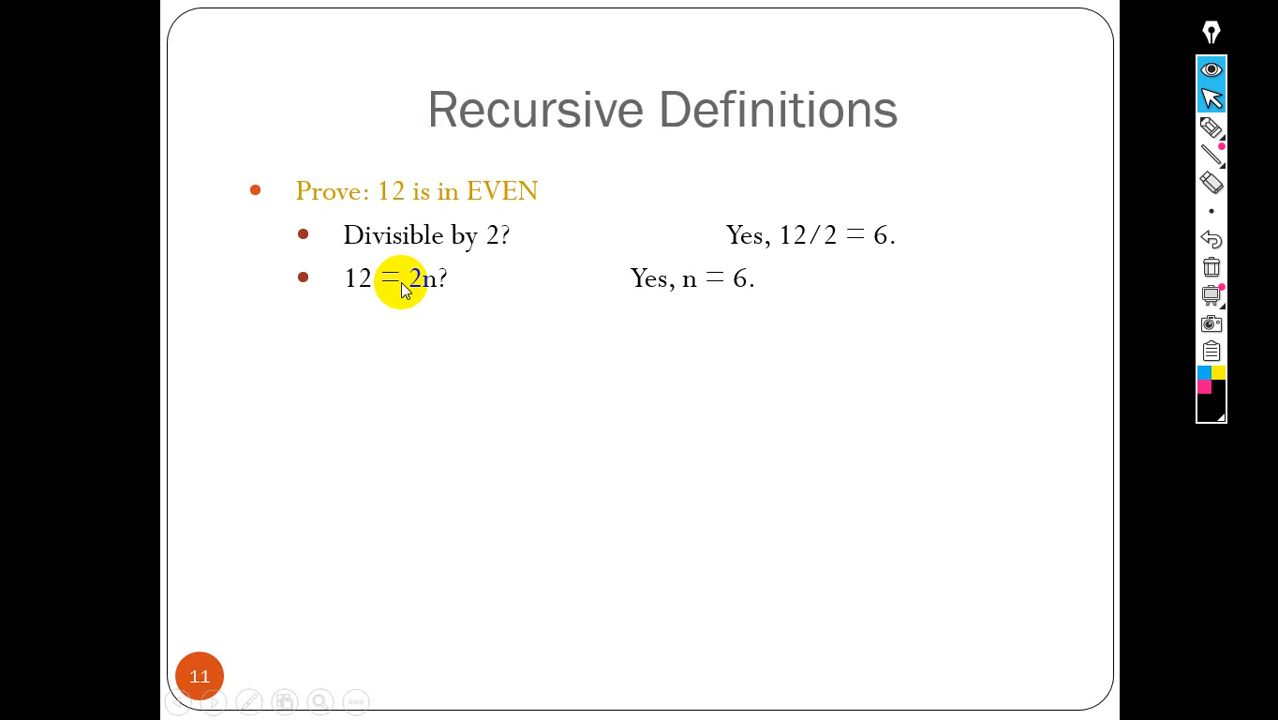 Recursive Definitions
Prove: 12 is in EVEN
Divisible by 2? Yes, 12/2 = 6.
12 = 2n? Yes, n = 6.
11